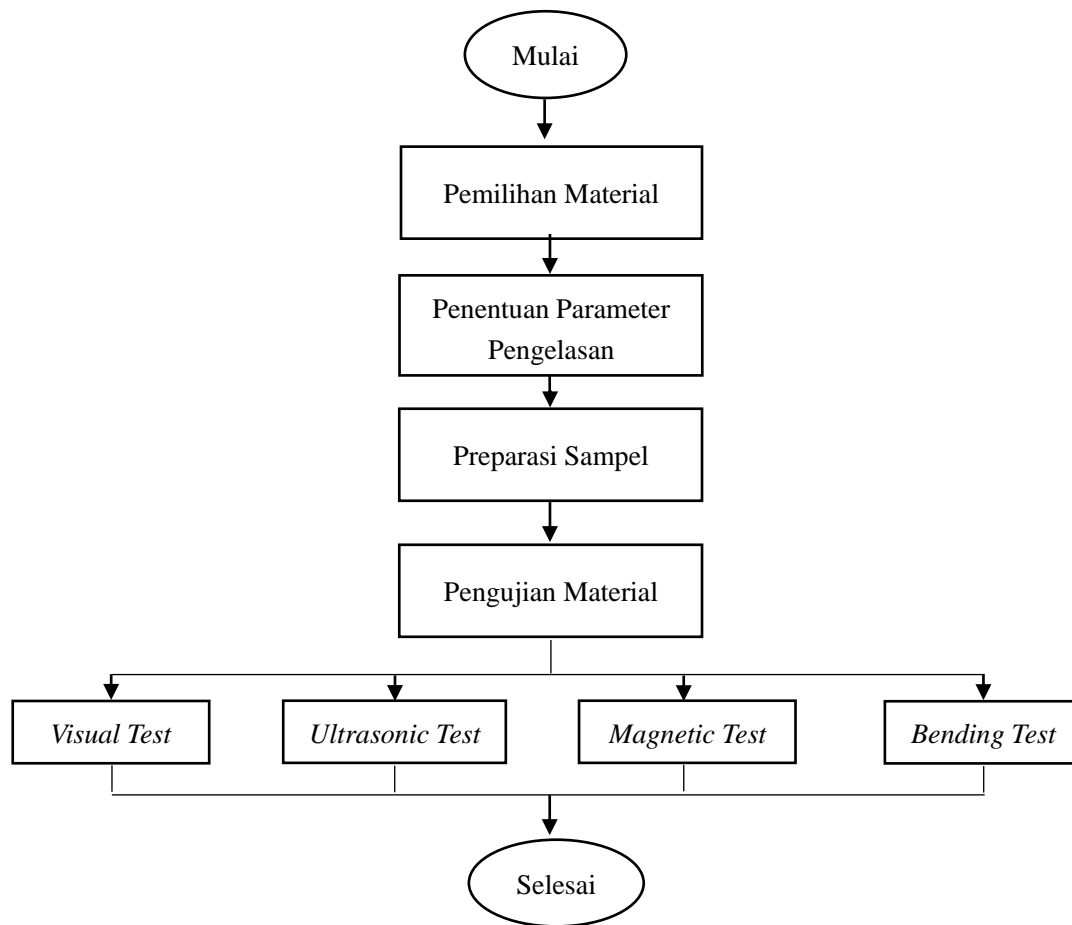 Mulai
Pemilihan Material
Penentuan Parameter
Pengelasan
Preparasi Sampel
Pengujian Material
Visual Test
Ultrasonic Test
Magnetic Test
Bending Test
Selesai